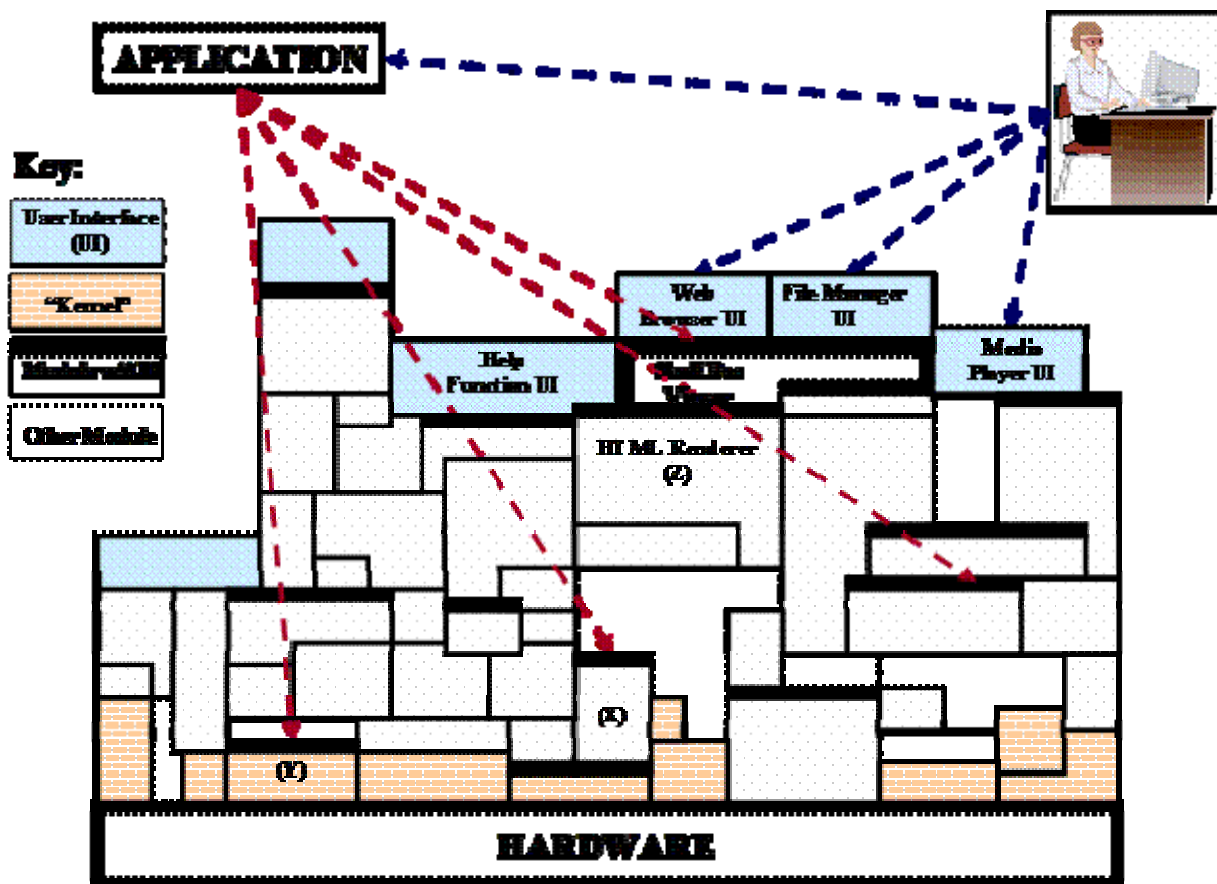 APPLICATION
Key:
User Interface
(UI)
"Kernel"
Other Module
Web
Browser UI
File Manager
UI
Media
Player UI
Help
Function UI
HTML Renderer
(Z)
(X)
(Y)
HARDWARE